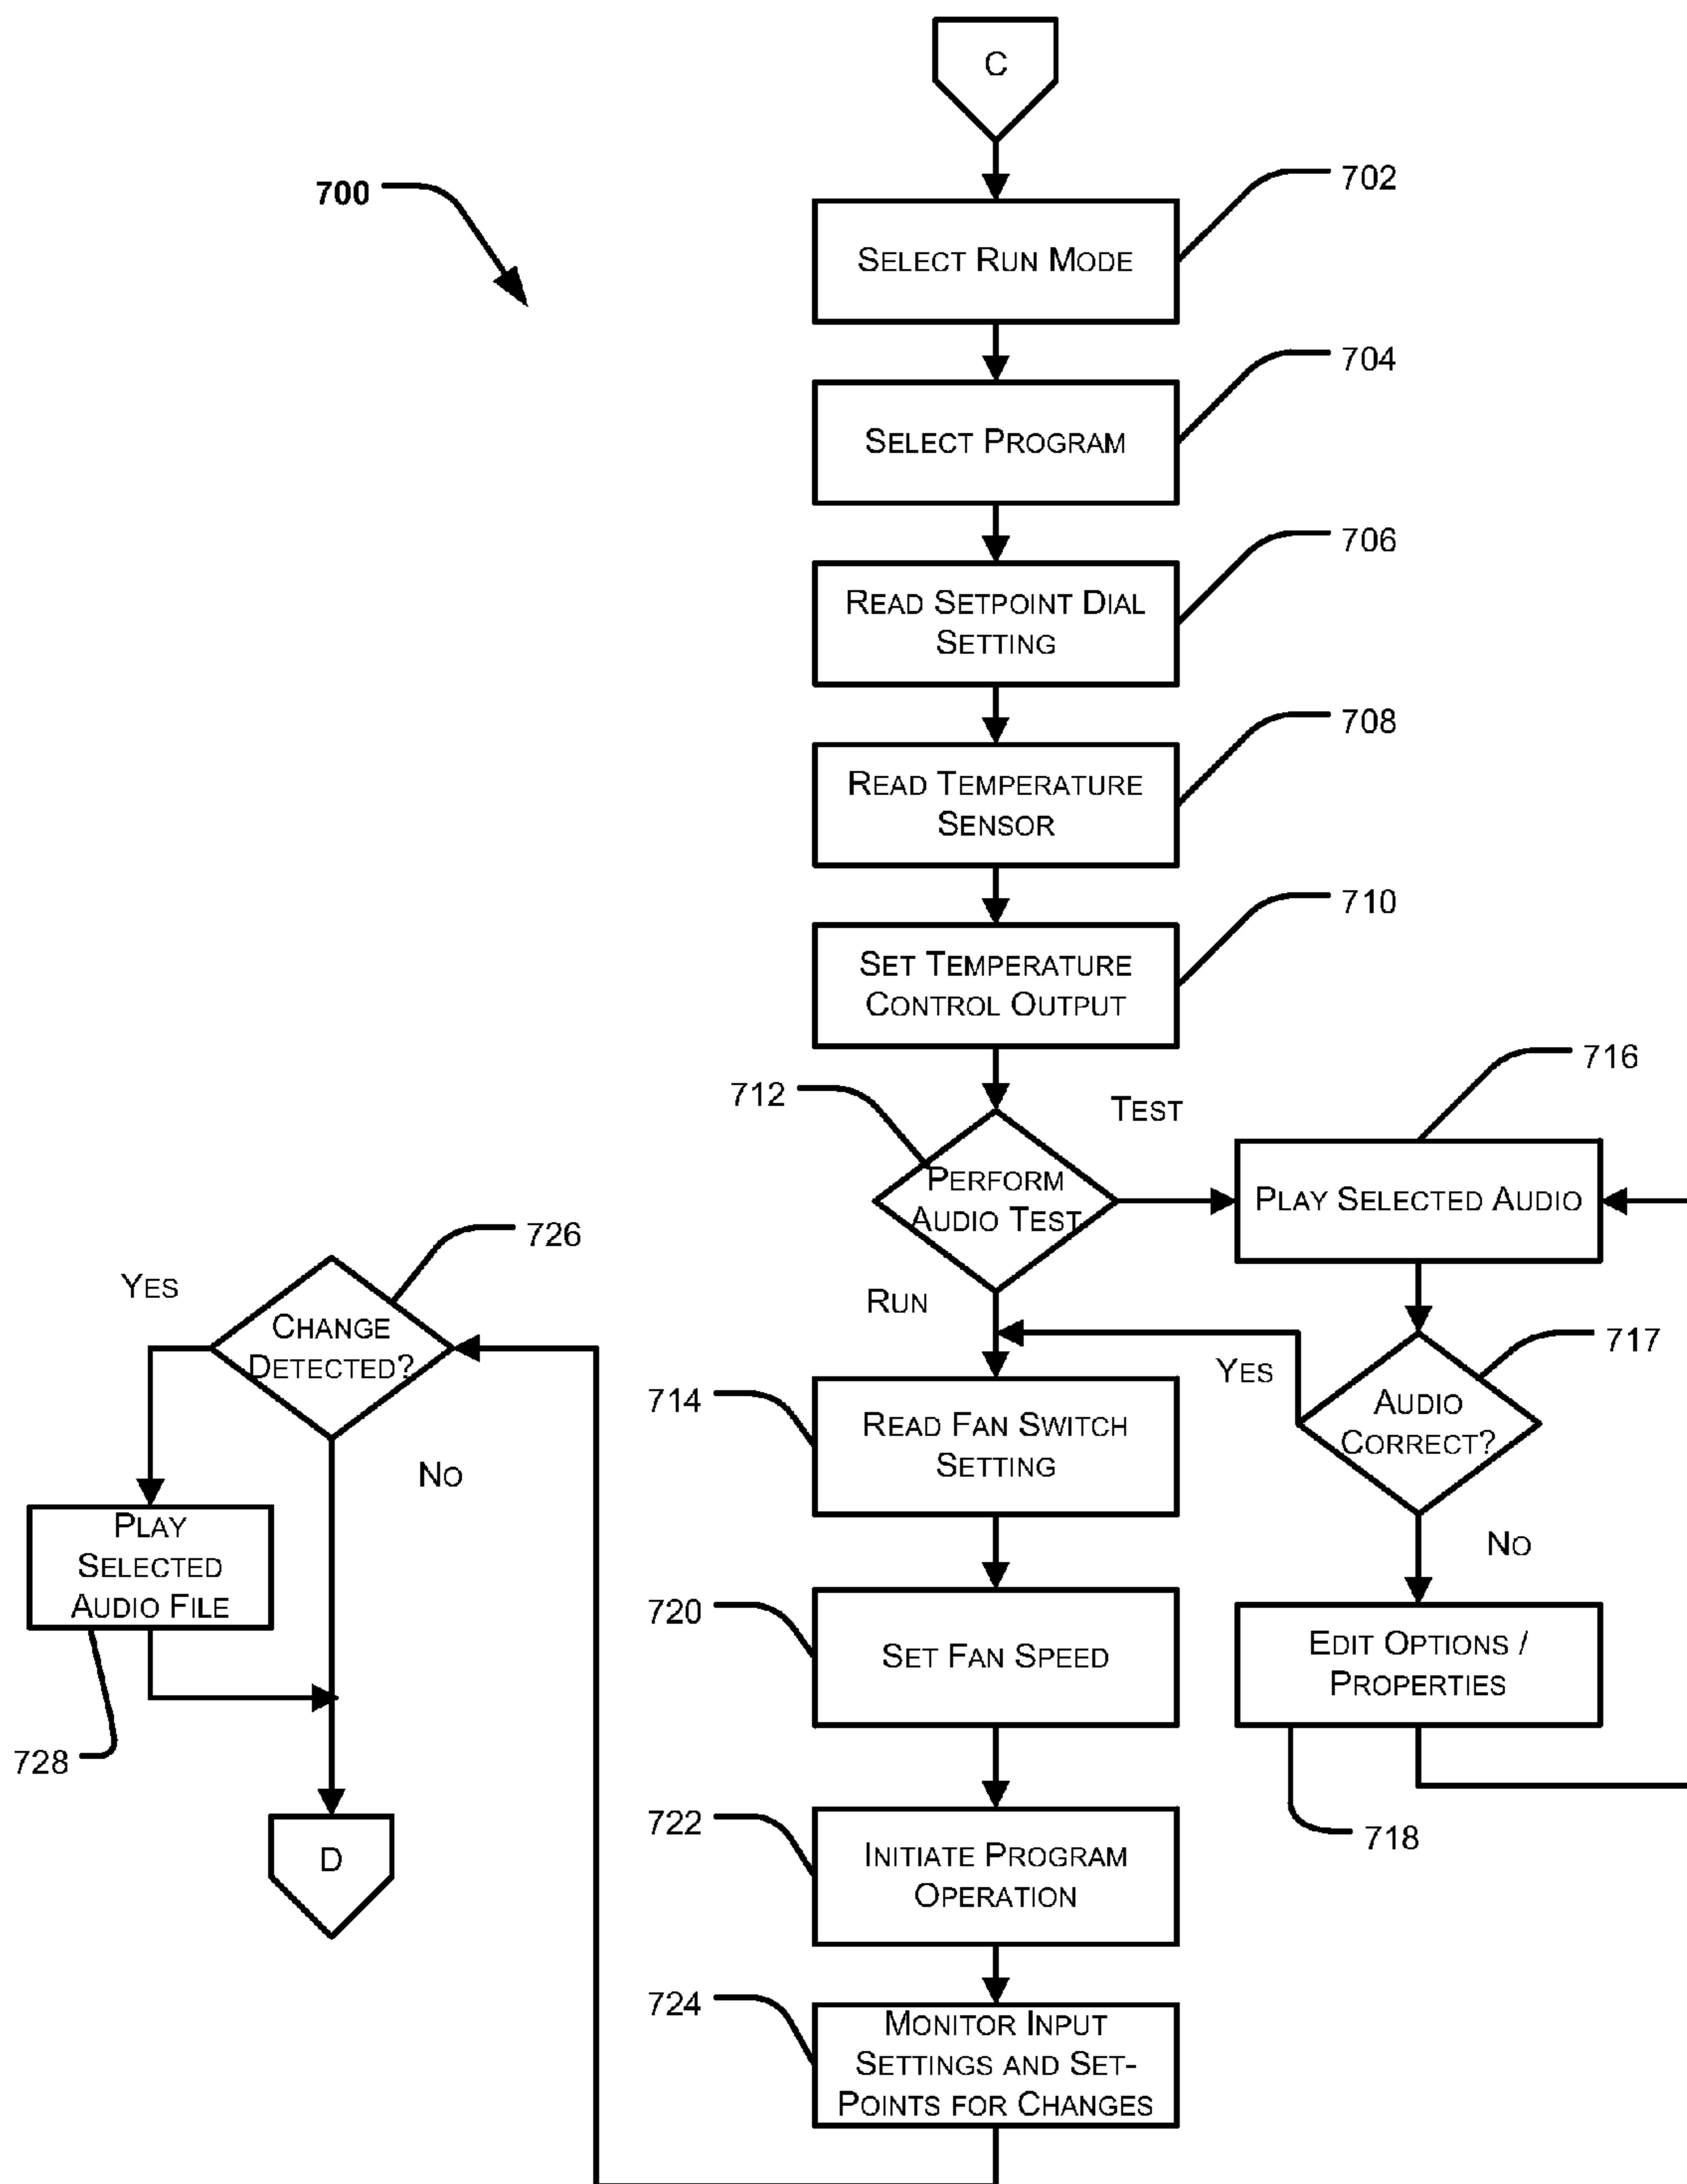 C
700
702
SELECT RUN MODE
704
SELECT PROGRAM
706
READ SETPOINT DIAL
SETTING
708
READ TEMPERATURE
SENSOR
710
SET TEMPERATURE
CONTROL OUTPUT
712
TEST
PERFORM
AUDIO TEST
716
PLAY SELECTED AUDIO
RUN
717
YES
AUDIO
CORRECT?
NO
718
EDIT OPTIONS /
PROPERTIES
714
READ FAN SWITCH
SETTING
720
SET FAN SPEED
722
INITIATE PROGRAM
OPERATION
724
MONITOR INPUT
SETTINGS AND SET-
POINTS FOR CHANGES
726
YES
CHANGE
DETECTED?
NO
PLAY
SELECTED
AUDIO FILE
728
D